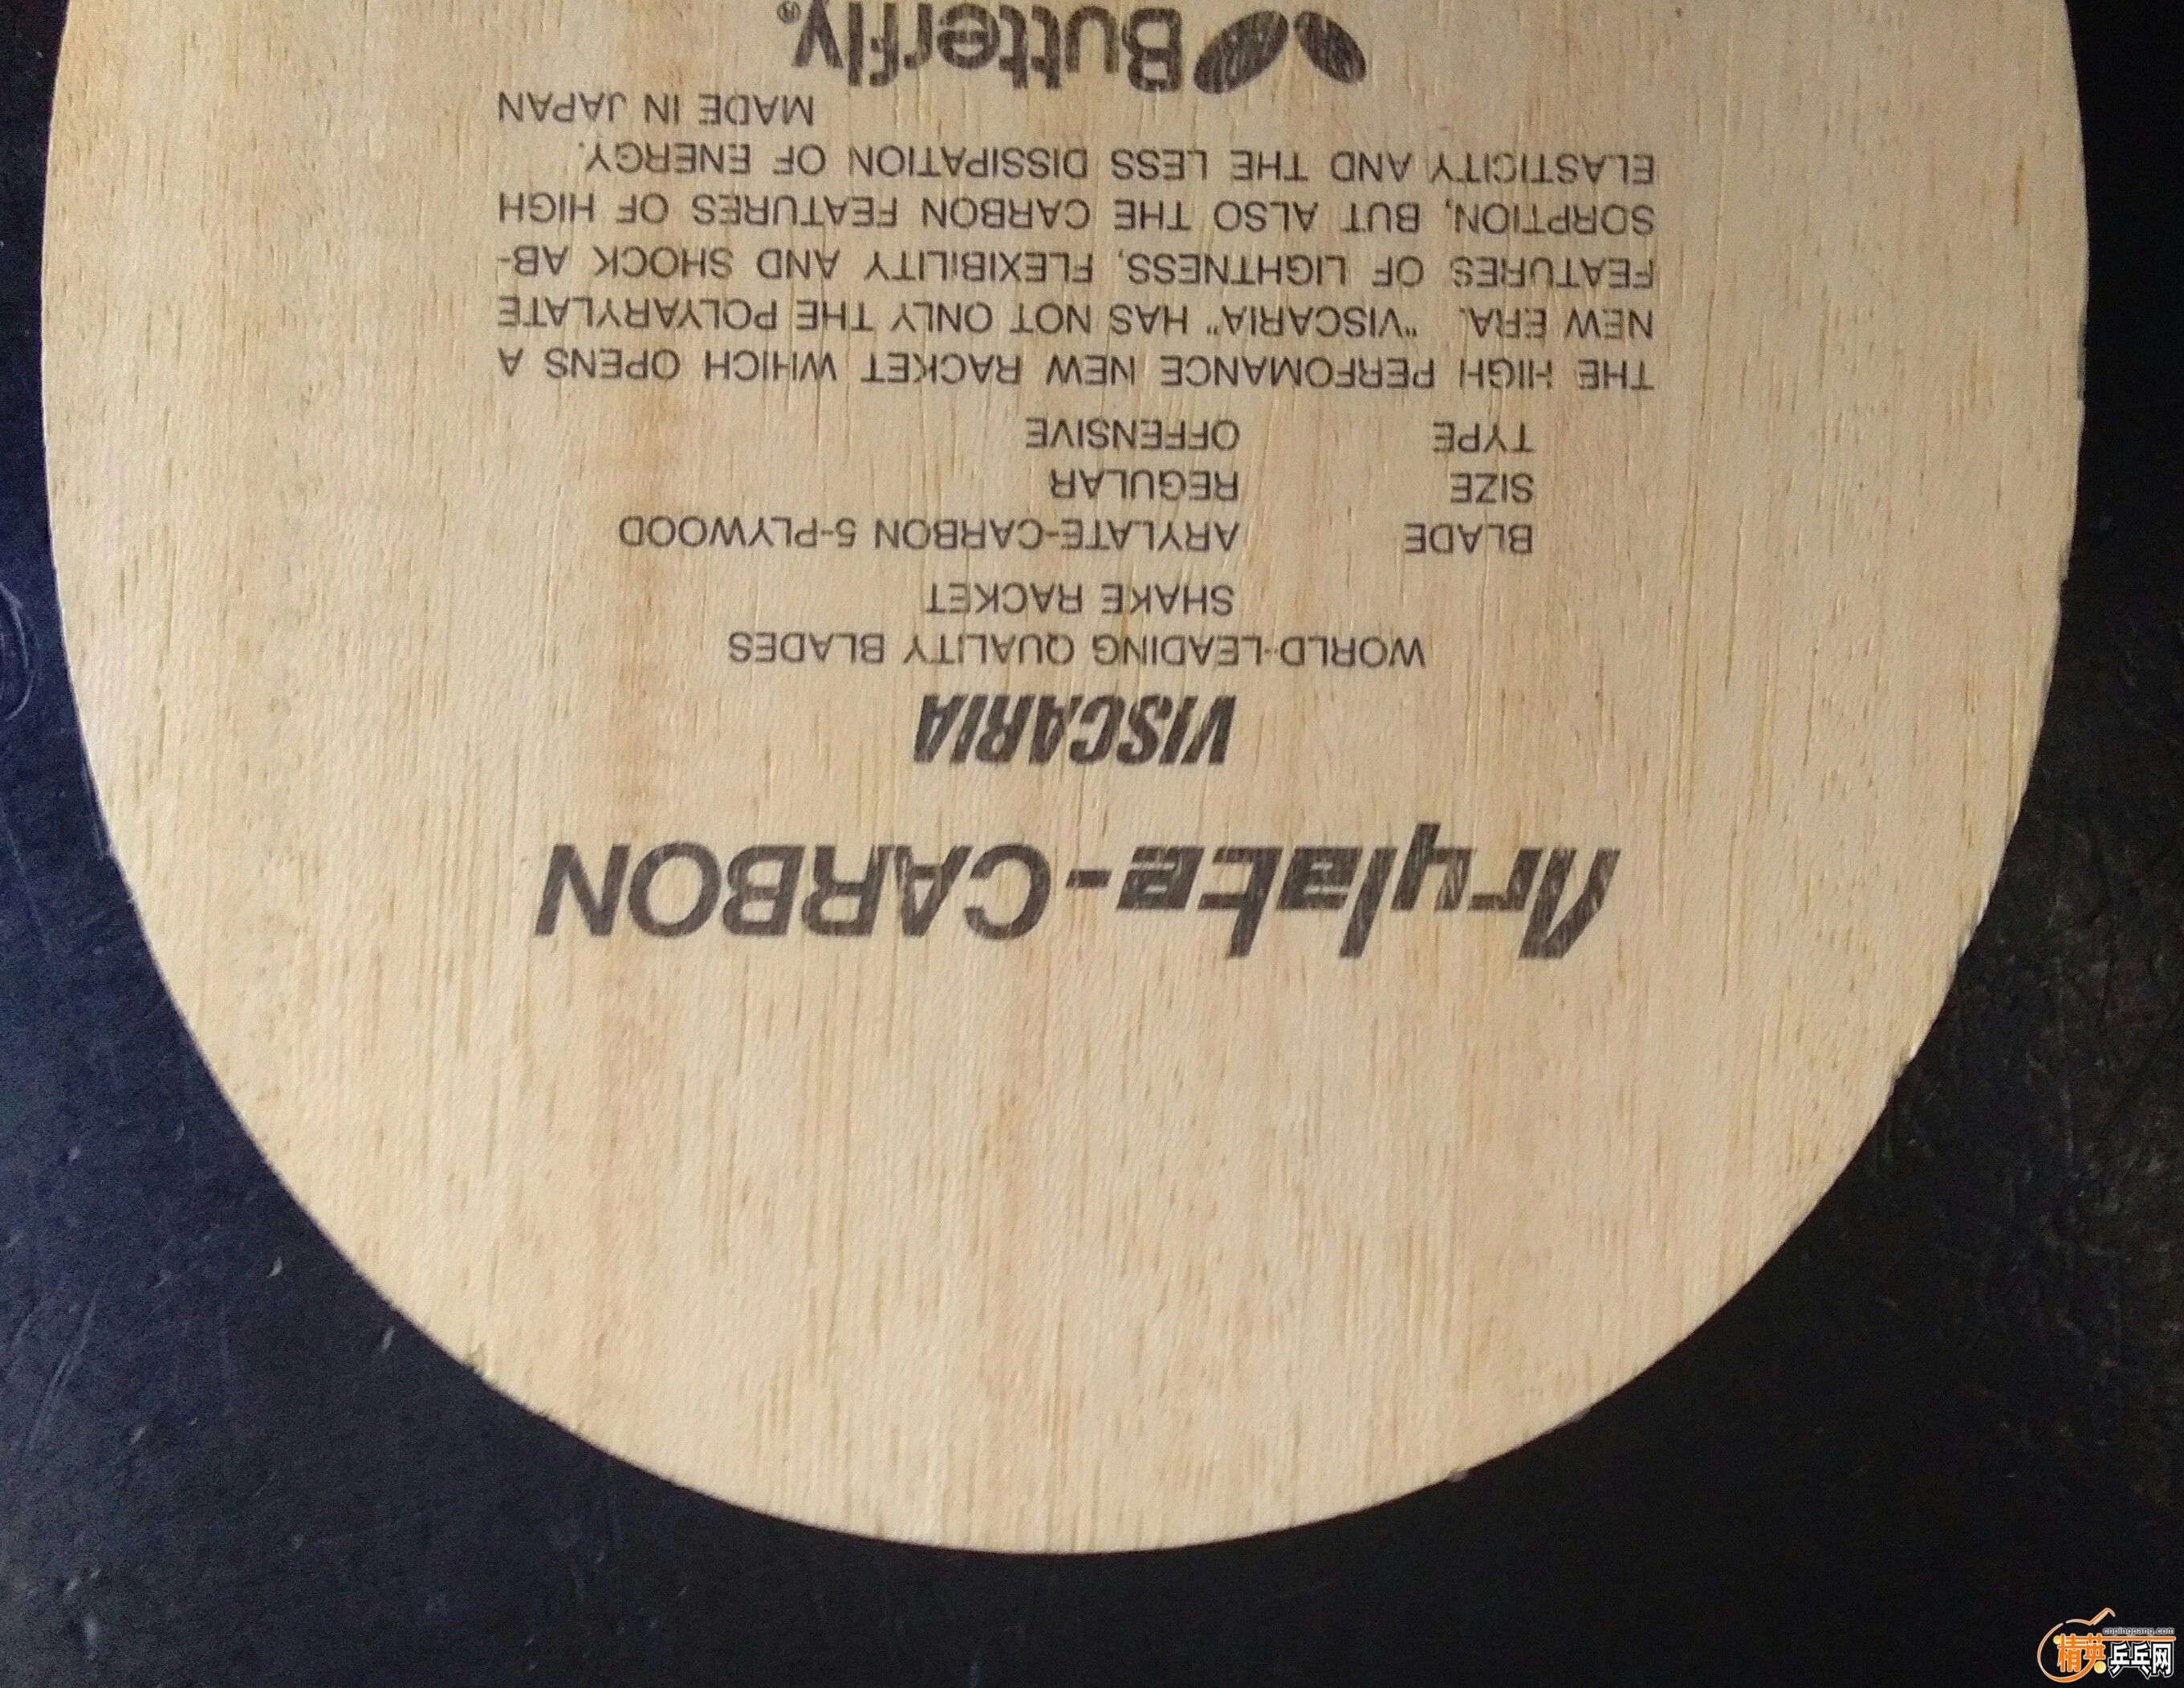 Arylate-CARBON
VISCARIA
WORLD-LEADING QUALITY BLADES
SHAKE RACKET
BLADE ARYLATE-CARBON 5-PLYWOOD
SIZE REGULAR
TYPE OFFENSIVE
THE HIGH PERFOMANCE NEW RACKET WHICH OPENS A
NEW ERA. "VISCARIA" HAS NOT ONLY THE POLYARYLATE
FEATURES OF LIGHTNESS, FLEXIBILITY AND SHOCK AB-
SORPTION, BUT ALSO THE CARBON FEATURES OF HIGH
ELASTICITY AND THE LESS DISSIPATION OF ENERGY.
MADE IN JAPAN
Butterfly®
cnpingpang.com
精英乒乓网